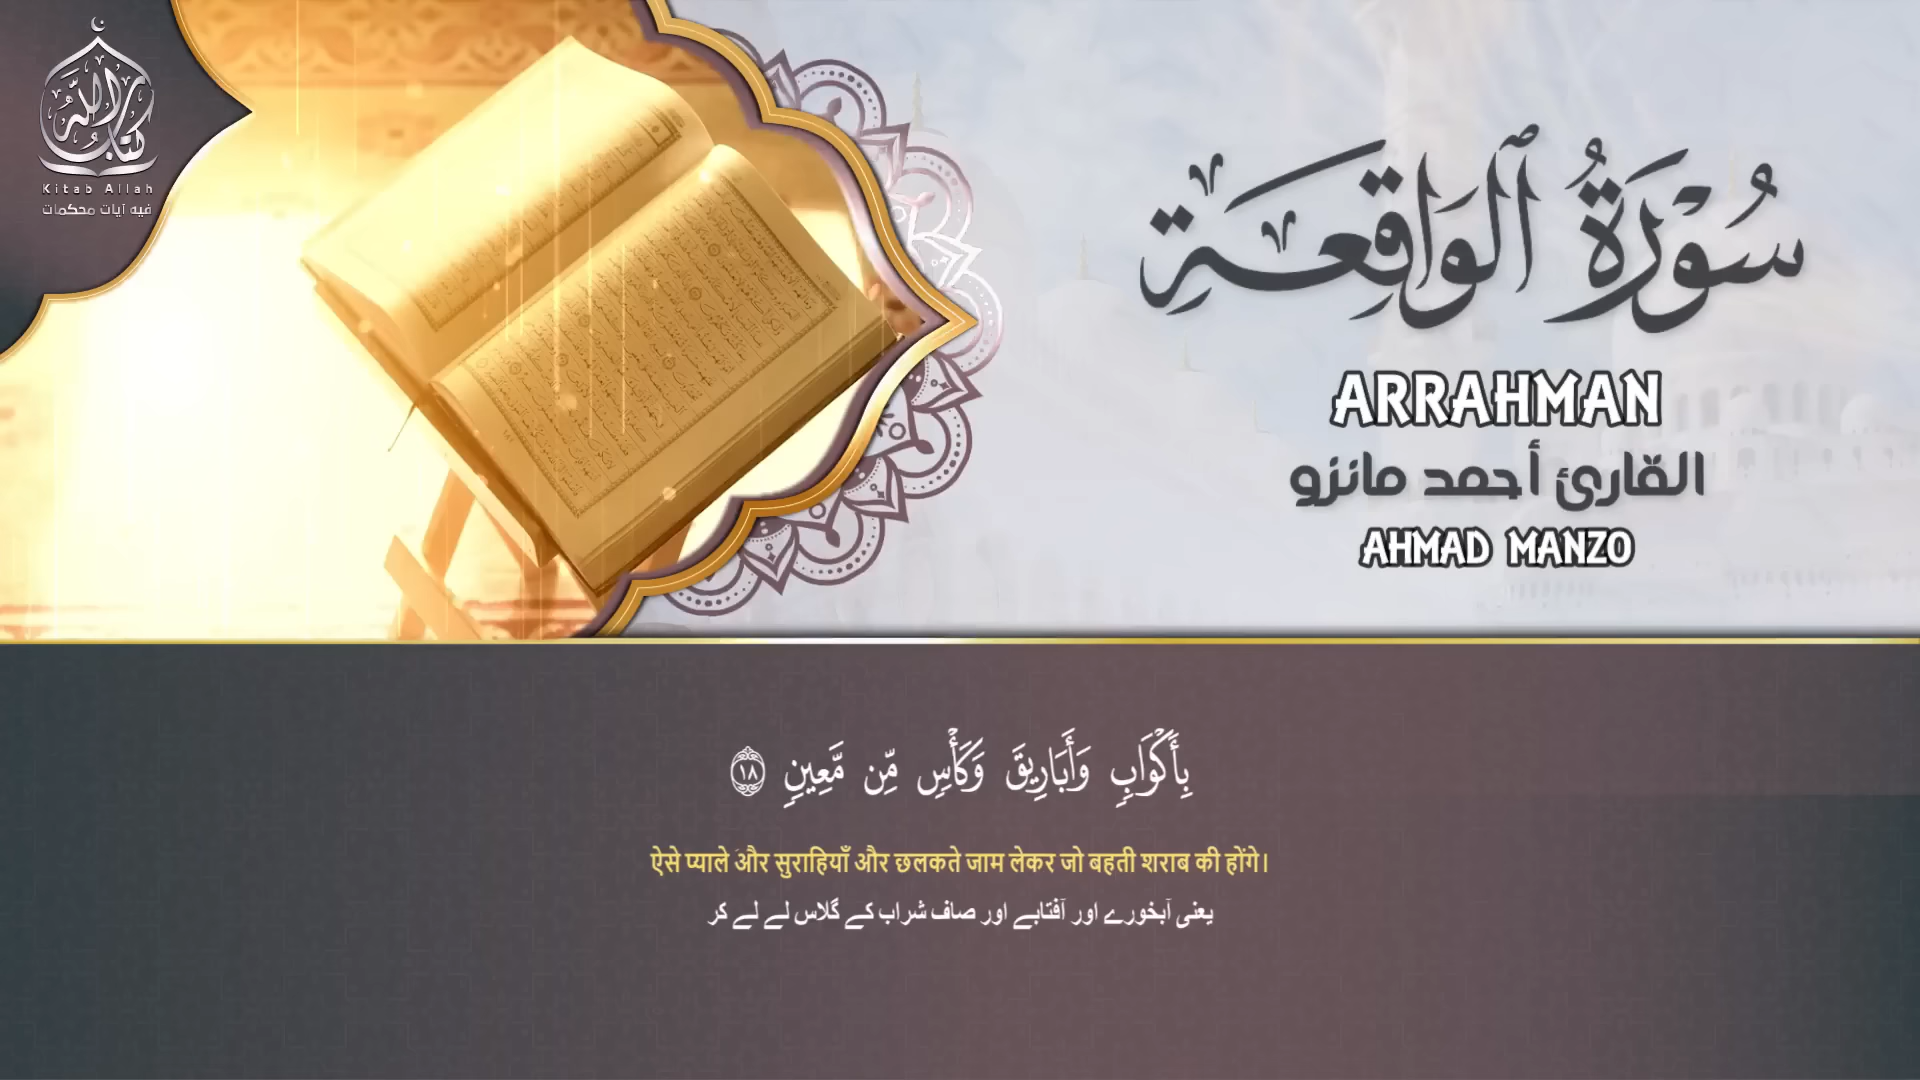 كتاب الله
Kitab Allah
فيه آيات محكمات
سُورَةُ ٱلْوَاقِعَةِ
ARRAHMAN
القارئ أحمد مانزو
AHMAD MANZO
بِأَكْوَابٍ وَأَبَارِيقَ وَكَأْسٍ مِّن مَّعِينٍ ١٨
ऐसे प्याले और सुराहियाँ और छलकते जाम लेकर जो बहती शराब की होंगे।
یعنی آبخورے اور آفتابے اور صاف شراب کے گلاس لے لے کر